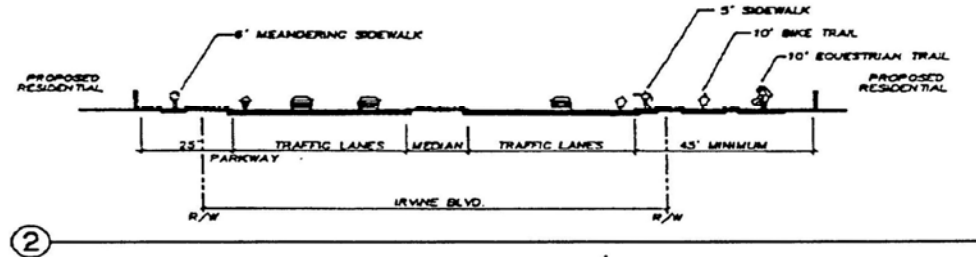 5' SIDEWALK
6' MEANDERING SIDEWALK
10' BIKE TRAIL
10' EQUESTRIAN TRAIL
PROPOSED
RESIDENTIAL
PROPOSED
RESIDENTIAL
25'
TRAFFIC LANES
MEDIAN
TRAFFIC LANES
45' MINIMUM
PARKWAY
IRVINE BLVD.
R/W
R/W
2